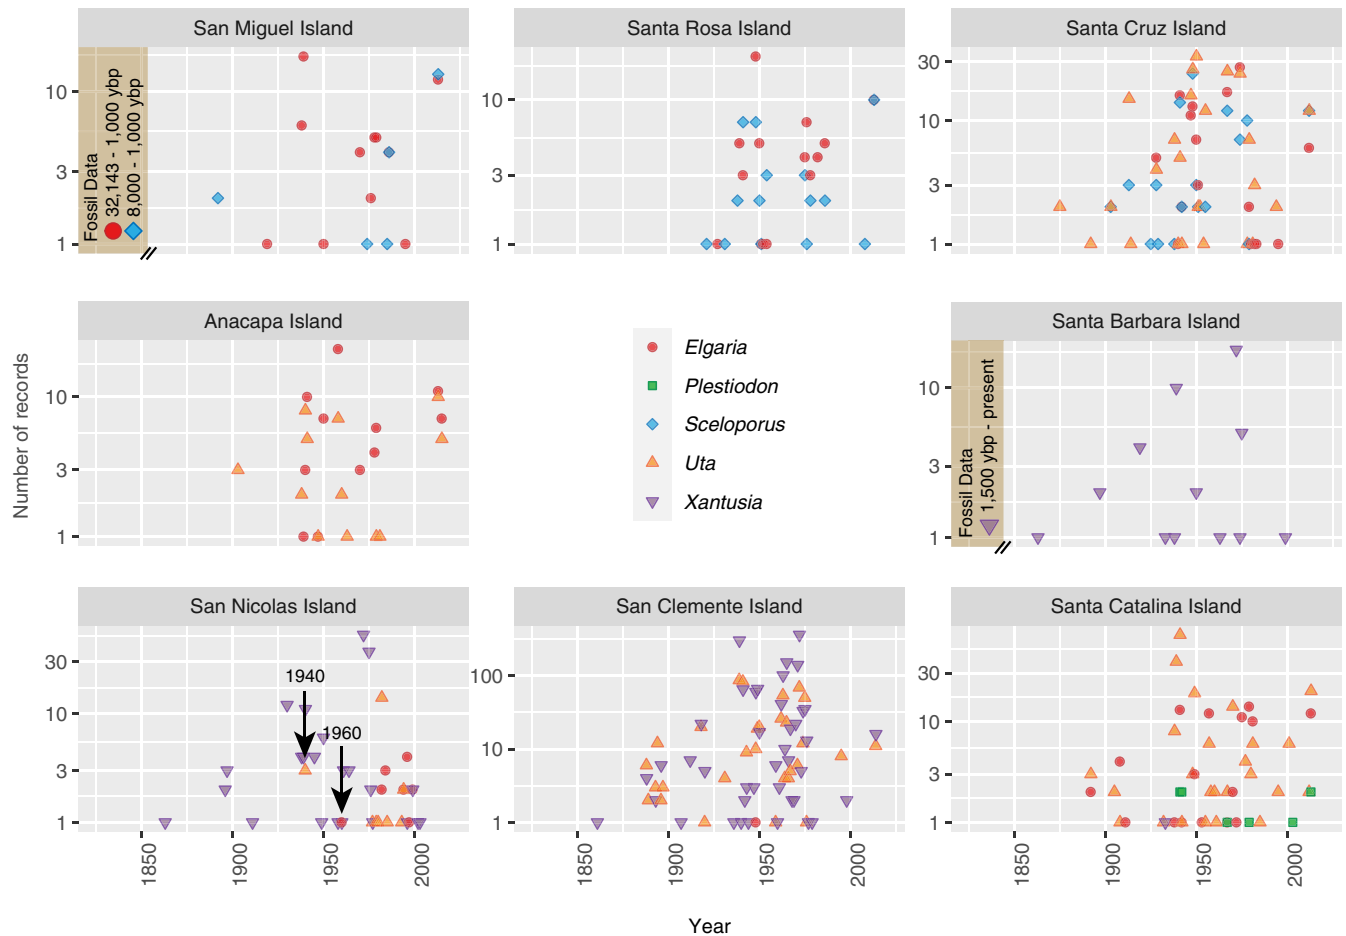 San Miguel Island
Santa Rosa Island
Santa Cruz Island
10
3
1
Fossil Data
32,143 - 1,000 ybp
8,000 - 1,000 ybp
10
3
1
30
10
3
1
Anacapa Island
Santa Barbara Island
10
3
1
Elgaria
Plestiodon
Sceloporus
Uta
Xantusia
10
3
1
Fossil Data
1,500 ybp - present
Number of records
San Nicolas Island
San Clemente Island
Santa Catalina Island
30
10
3
1
1940
1960
100
10
1
30
10
3
1
1850
1900
1950
2000
1850
1900
1950
2000
1850
1900
1950
2000
Year